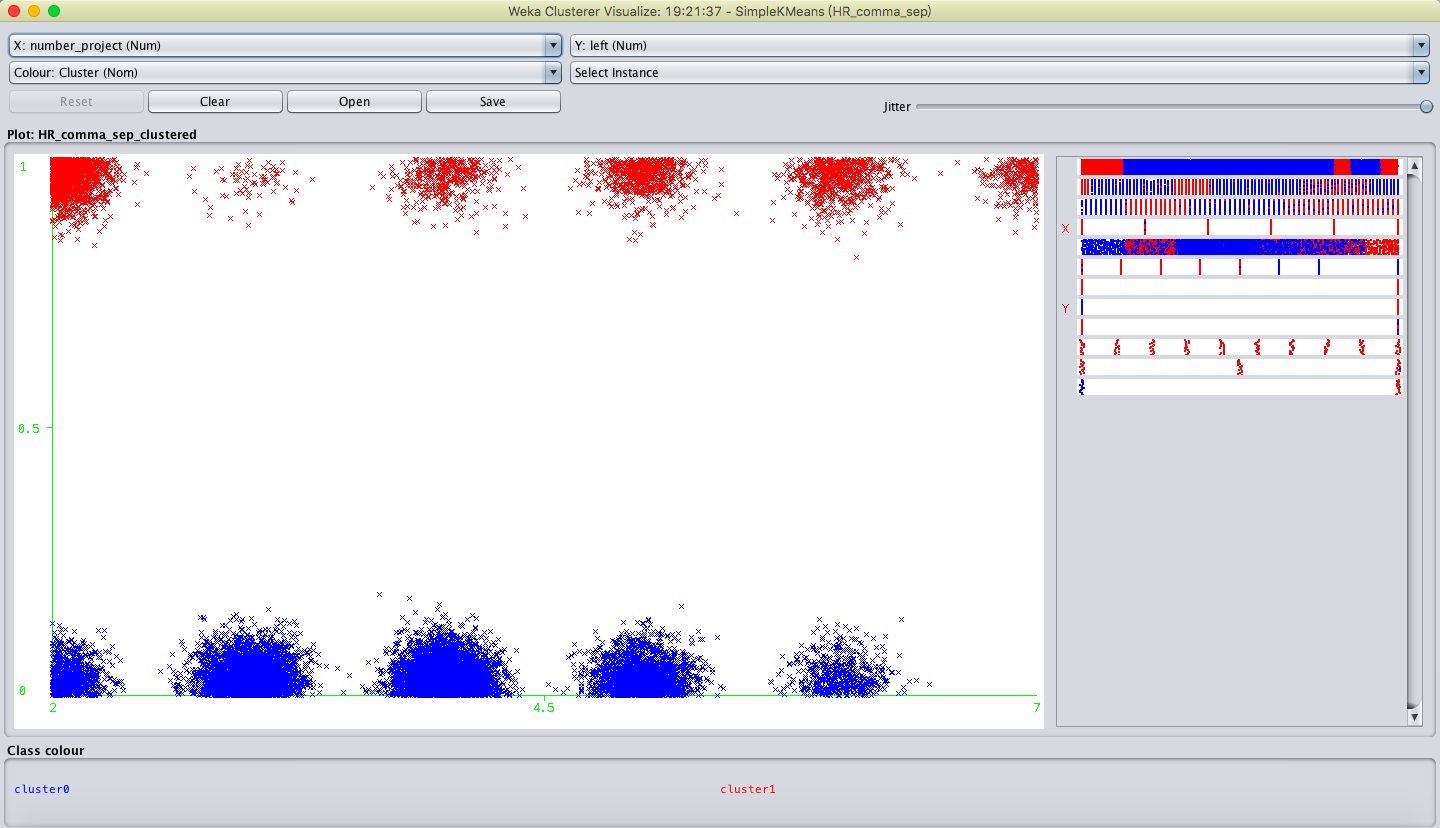 Weka Clusterer Visualize: 19:21:37 - SimpleKMeans (HR_comma_sep)
X: number_project (Num)
Y: left (Num)
Colour: Cluster (Nom)
Select Instance
Reset
Clear
Open
Save
Jitter
Plot: HR_comma_sep_clustered
1
0.5
0
2
4.5
7
X
Y
Class colour
cluster0
cluster1